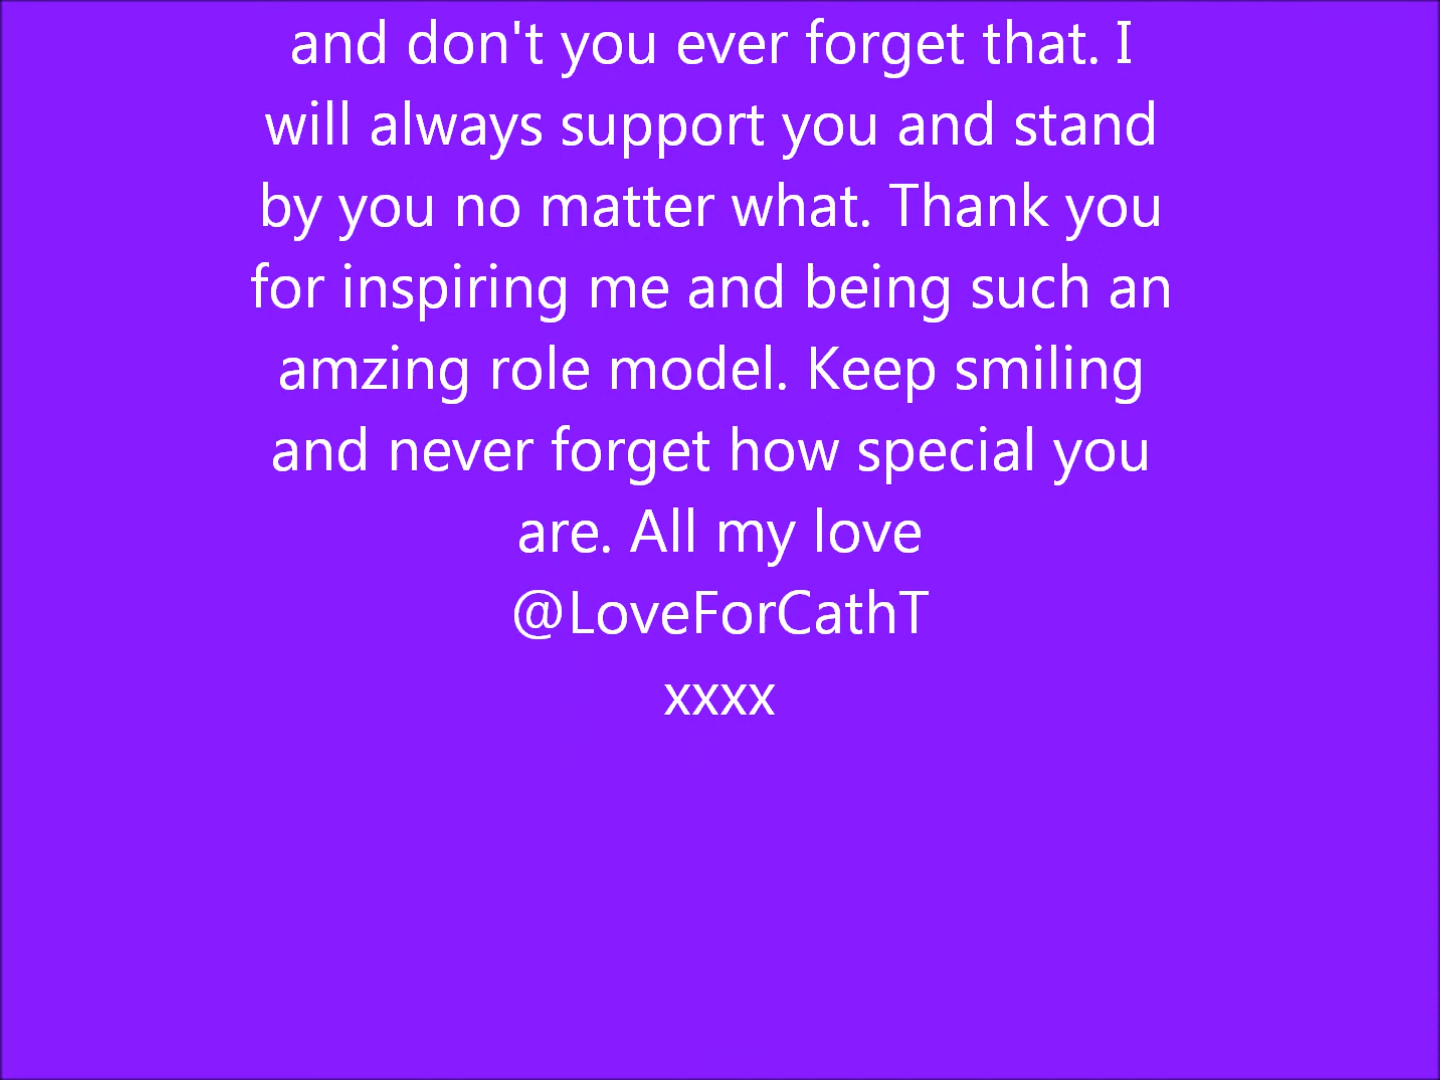 and don't you ever forget that. I
will always support you and stand
by you no matter what. Thank you
for inspiring me and being such an
amzing role model. Keep smiling
and never forget how special you
are. All my love
@LoveForCathT
xxxx